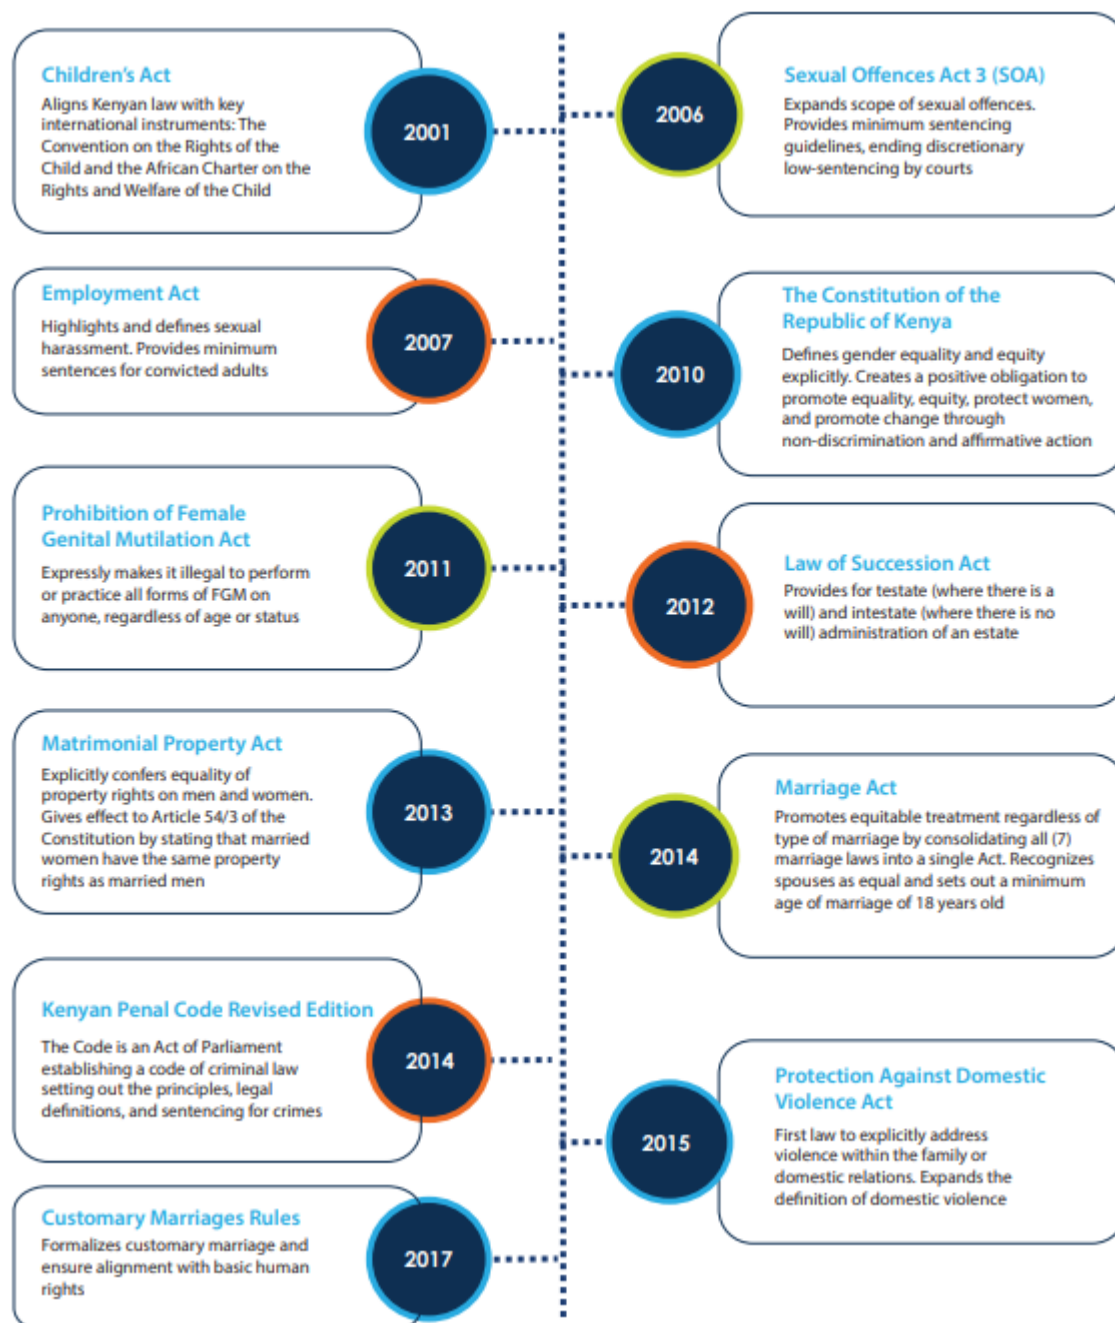 Children's Act
Aligns Kenyan law with key
international instruments: The
Convention on the Rights of the
Child and the African Charter on the
Rights and Welfare of the Child
2001
Sexual Offences Act 3 (SOA)
Expands scope of sexual offences.
Provides minimum sentencing
guidelines, ending discretionary
low-sentencing by courts
2006
Employment Act
Highlights and defines sexual
harassment. Provides minimum
sentences for convicted adults
2007
The Constitution of the
Republic of Kenya
Defines gender equality and equity
explicitly. Creates a positive obligation to
promote equality, equity, protect women,
and promote change through
non-discrimination and affirmative action
2010
Prohibition of Female
Genital Mutilation Act
Expressly makes it illegal to perform
or practice all forms of FGM on
anyone, regardless of age or status
2011
Law of Succession Act
Provides for testate (where there is a
will) and intestate (where there is no
will) administration of an estate
2012
Matrimonial Property Act
Explicitly confers equality of
property rights on men and women.
Gives effect to Article 54/3 of the
Constitution by stating that married
women have the same property
rights as married men
2013
Marriage Act
Promotes equitable treatment regardless of
type of marriage by consolidating all (7)
marriage laws into a single Act. Recognizes
spouses as equal and sets out a minimum
age of marriage of 18 years old
2014
Kenyan Penal Code Revised Edition
The Code is an Act of Parliament
establishing a code of criminal law
setting out the principles, legal
definitions, and sentencing for crimes
2014
Protection Against Domestic
Violence Act
First law to explicitly address
violence within the family or
domestic relations. Expands the
definition of domestic violence
2015
Customary Marriages Rules
Formalizes customary marriage and
ensure alignment with basic human
rights
2017